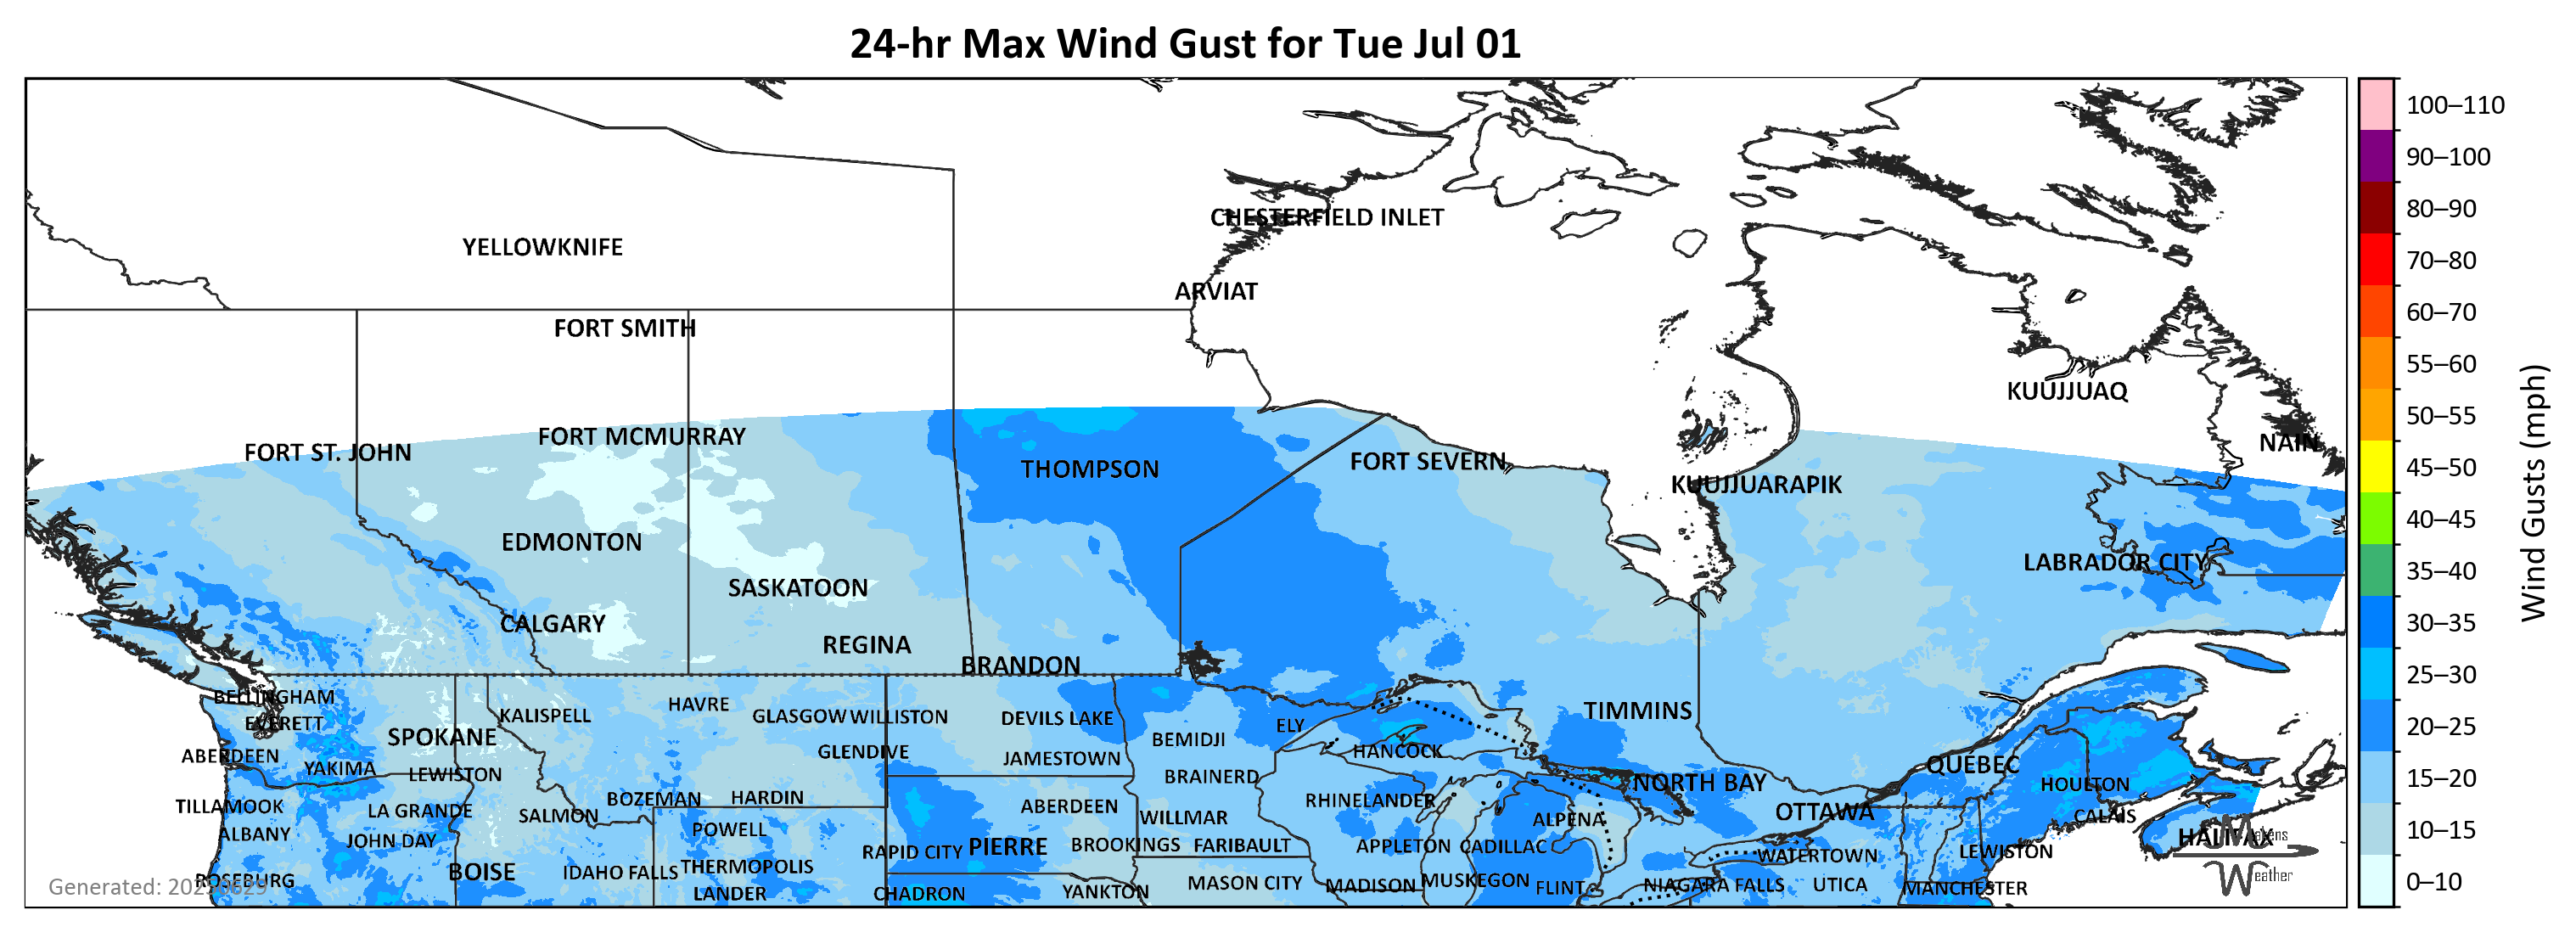 24-hr Max Wind Gust for Tue Jul 01
CHESTERFIELD INLET
YELLOWKNIFE
ARVIAT
FORT SMITH
KUUJJUAQ
FORT MCMURRAY
NAIN
FORT ST. JOHN
FORT SEVERN
THOMPSON
KUUJJUARAPIK
EDMONTON
LABRADOR CITY
SASKATOON
CALGARY
REGINA
BRANDON
BELLINGHAM
HAVRE
KALISPELL
GLASGOW
WILLISTON
DEVILS LAKE
TIMMINS
EVERETT
ELY
SPOKANE
BEMIDJI
HANCOCK
ABERDEEN
GLENDIVE
JAMESTOWN
QUÉBEC
YAKIMA
LEWISTON
BRAINERD
NORTH BAY
HOULTON
BOZEMAN
HARDIN
RHINELANDER
TILLAMOOK
LA GRANDE
SALMON
ABERDEEN
WILLMAR
ALPENA
OTTAWA
CALAIS
ALBANY
JOHN DAY
POWELL
HALIFAX
RAPID CITY
PIERRE
BROOKINGS
FARIBAULT
APPLETON
CADILLAC
WATERTOWN
LEWISTON
BOISE
IDAHO FALLS
THERMOPOLIS
ROSEBURG
MASON CITY
MADISON
MUSKEGON
FLINT
NIAGARA FALLS
UTICA
MANCHESTER
LANDER
CHADRON
YANKTON
Weather
100–110
90–100
80–90
70–80
60–70
55–60
50–55
45–50
40–45
35–40
30–35
25–30
20–25
15–20
10–15
0–10
Wind Gusts (mph)